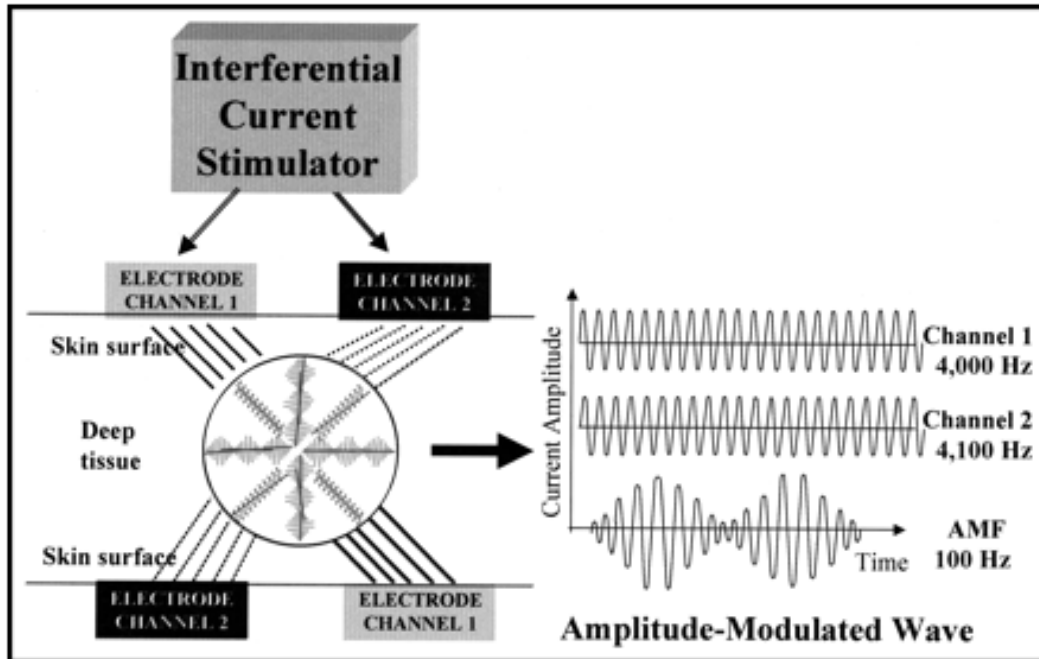 Interferential
Current
Stimulator
ELECTRODE
CHANNEL 1
ELECTRODE
CHANNEL 2
Skin surface
Deep
tissue
Skin surface
ELECTRODE
CHANNEL 2
ELECTRODE
CHANNEL 1
Current Amplitude
Channel 1
4,000 Hz
Channel 2
4,100 Hz
Time
AMF
100 Hz
Amplitude-Modulated Wave